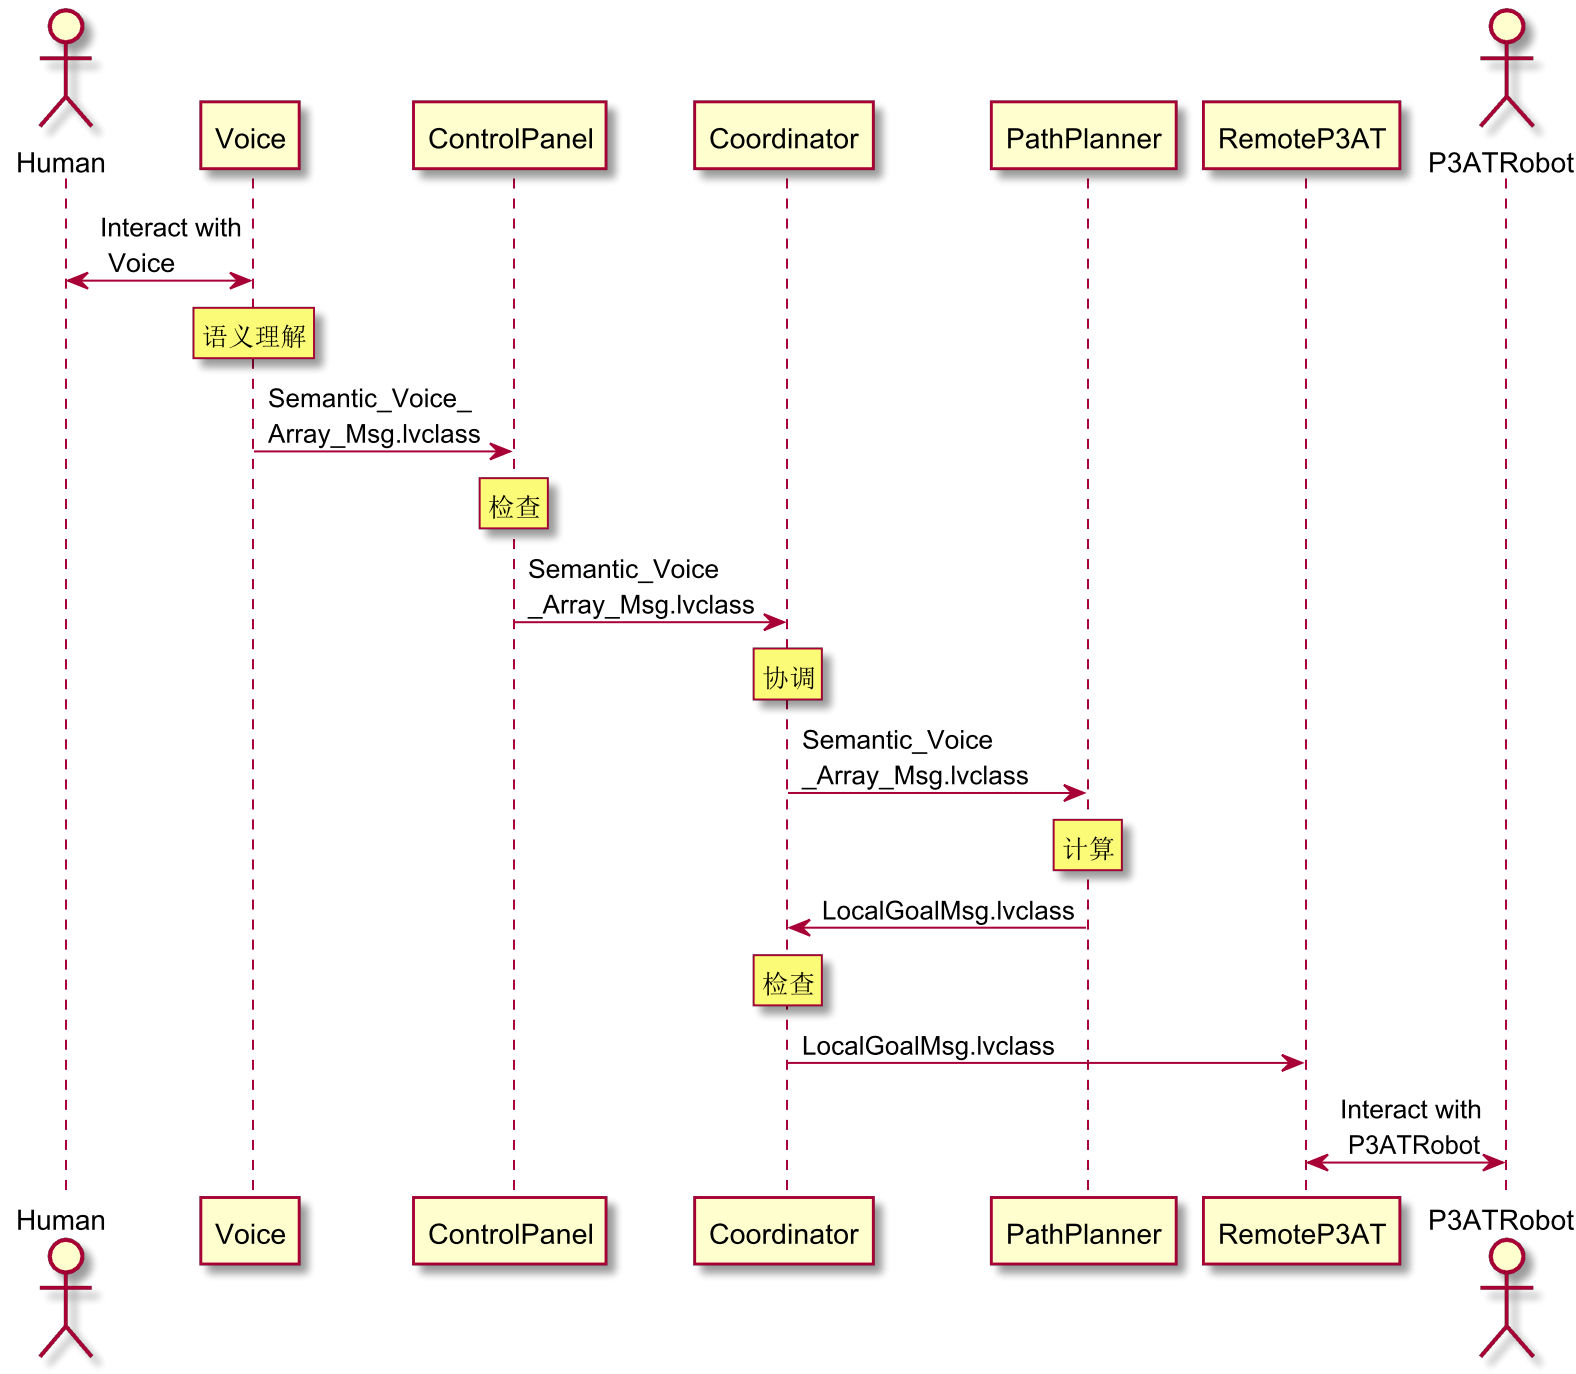 Human
Voice
ControlPanel
Coordinator
PathPlanner
RemoteP3AT
P3ATRobot
Interact with
Voice
语义理解
Semantic_Voice_
Array_Msg.lvclass
检查
Semantic_Voice
_Array_Msg.lvclass
协调
Semantic_Voice
_Array_Msg.lvclass
计算
LocalGoalMsg.lvclass
检查
LocalGoalMsg.lvclass
Interact with
P3ATRobot
Human
Voice
ControlPanel
Coordinator
PathPlanner
RemoteP3AT
P3ATRobot